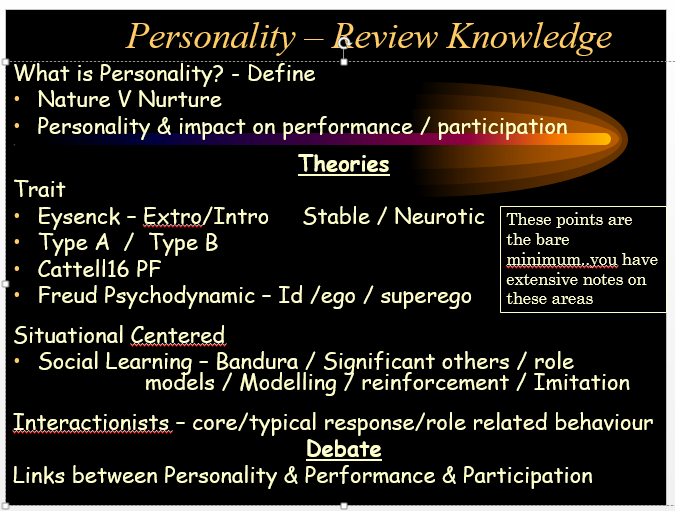 Personality – Review Knowledge
What is Personality? - Define
• Nature V Nurture
• Personality & impact on performance / participation
Theories
Trait
• Eysenck – Extro/Intro Stable / Neurotic
• Type A / Type B
• Cattell16 PF
• Freud Psychodynamic – Id /ego / superego
These points are
the bare
minimum..you have
extensive notes on
these areas
Situational Centered
• Social Learning – Bandura / Significant others / role
models / Modelling / reinforcement / Imitation
Interactionists – core/typical response/role related behaviour
Debate
Links between Personality & Performance & Participation